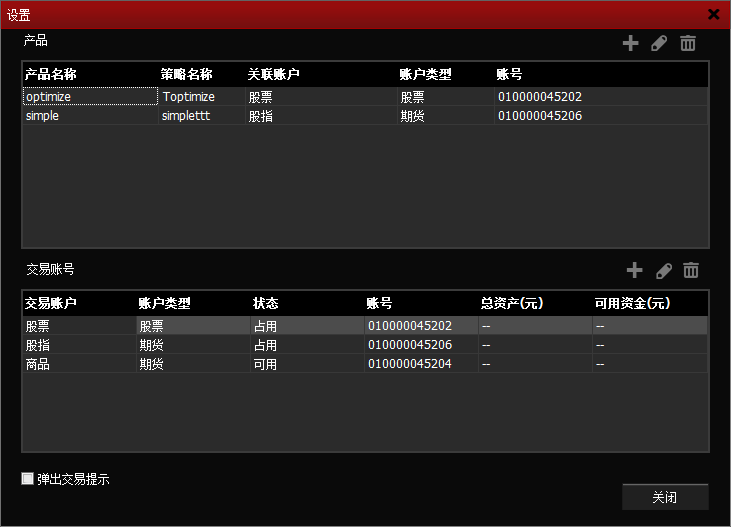 设置
产品
产品名称 策略名称 关联账户 账户类型 账号
optimize Toptimize 股票 股票 010000045202
simple simplettt 股指 期货 010000045206
交易账号
交易账户 账户类型 状态 账号 总资产(元) 可用资金(元)
股票 股票 占用 010000045202 -- --
股指 期货 占用 010000045206 -- --
商品 期货 可用 010000045204 -- --
弹出交易提示
关闭